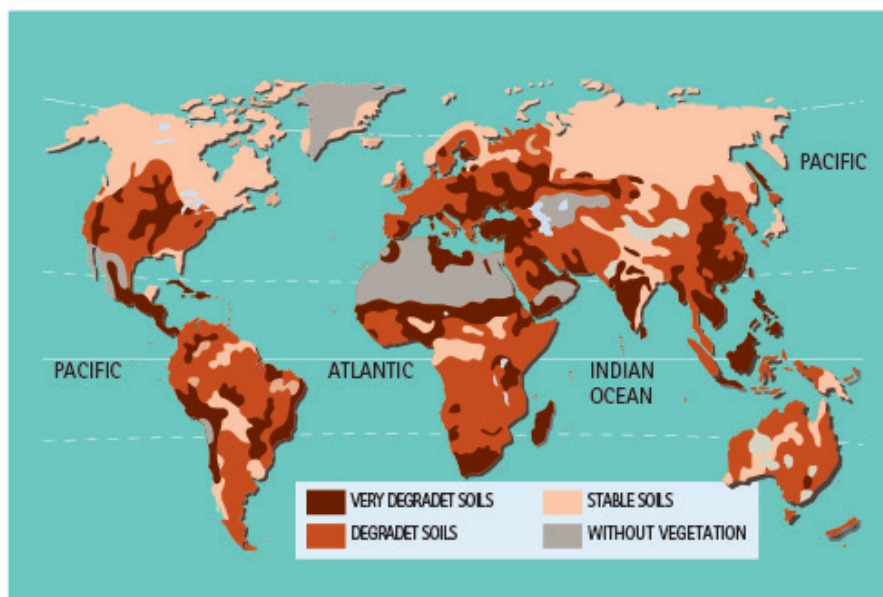 PACIFIC
PACIFIC
ATLANTIC
INDIAN
OCEAN
VERY DEGRADET SOILS
STABLE SOILS
DEGRADET SOILS
WITHOUT VEGETATION